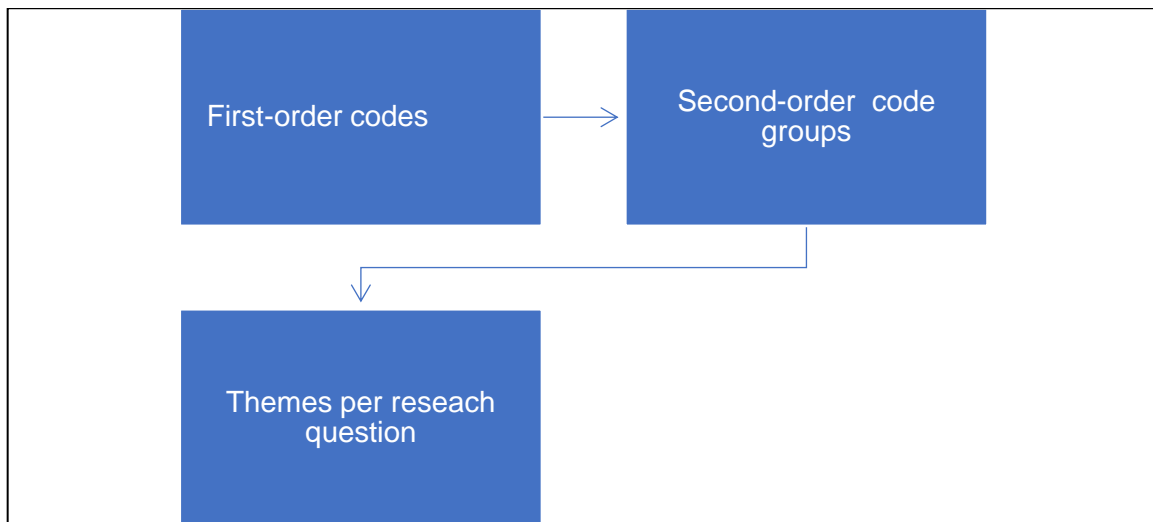 First-order codes
Second-order code
groups
Themes per reseach
question